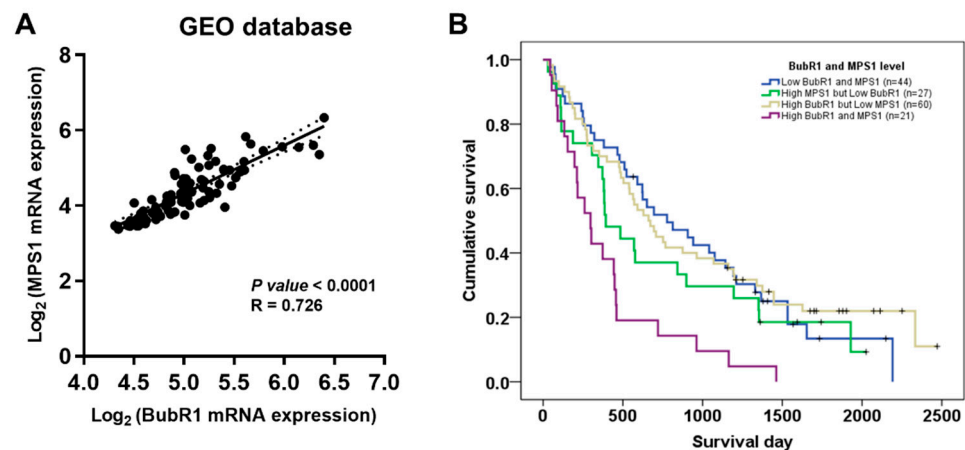 A
GEO database
Log2 (MPS1 mRNA expression)
8
6
4
2
0
P value < 0.0001
R = 0.726
4.0 4.5 5.0 5.5 6.0 6.5 7.0
Log2 (BubR1 mRNA expression)
B
Cumulative survival
1.0
0.8
0.6
0.4
0.2
0.0
BubR1 and MPS1 level
Low BubR1 and MPS1 (n=44)
High MPS1 but Low BubR1 (n=27)
High BubR1 but Low MPS1 (n=60)
High BubR1 and MPS1 (n=21)
0 500 1000 1500 2000 2500
Survival day